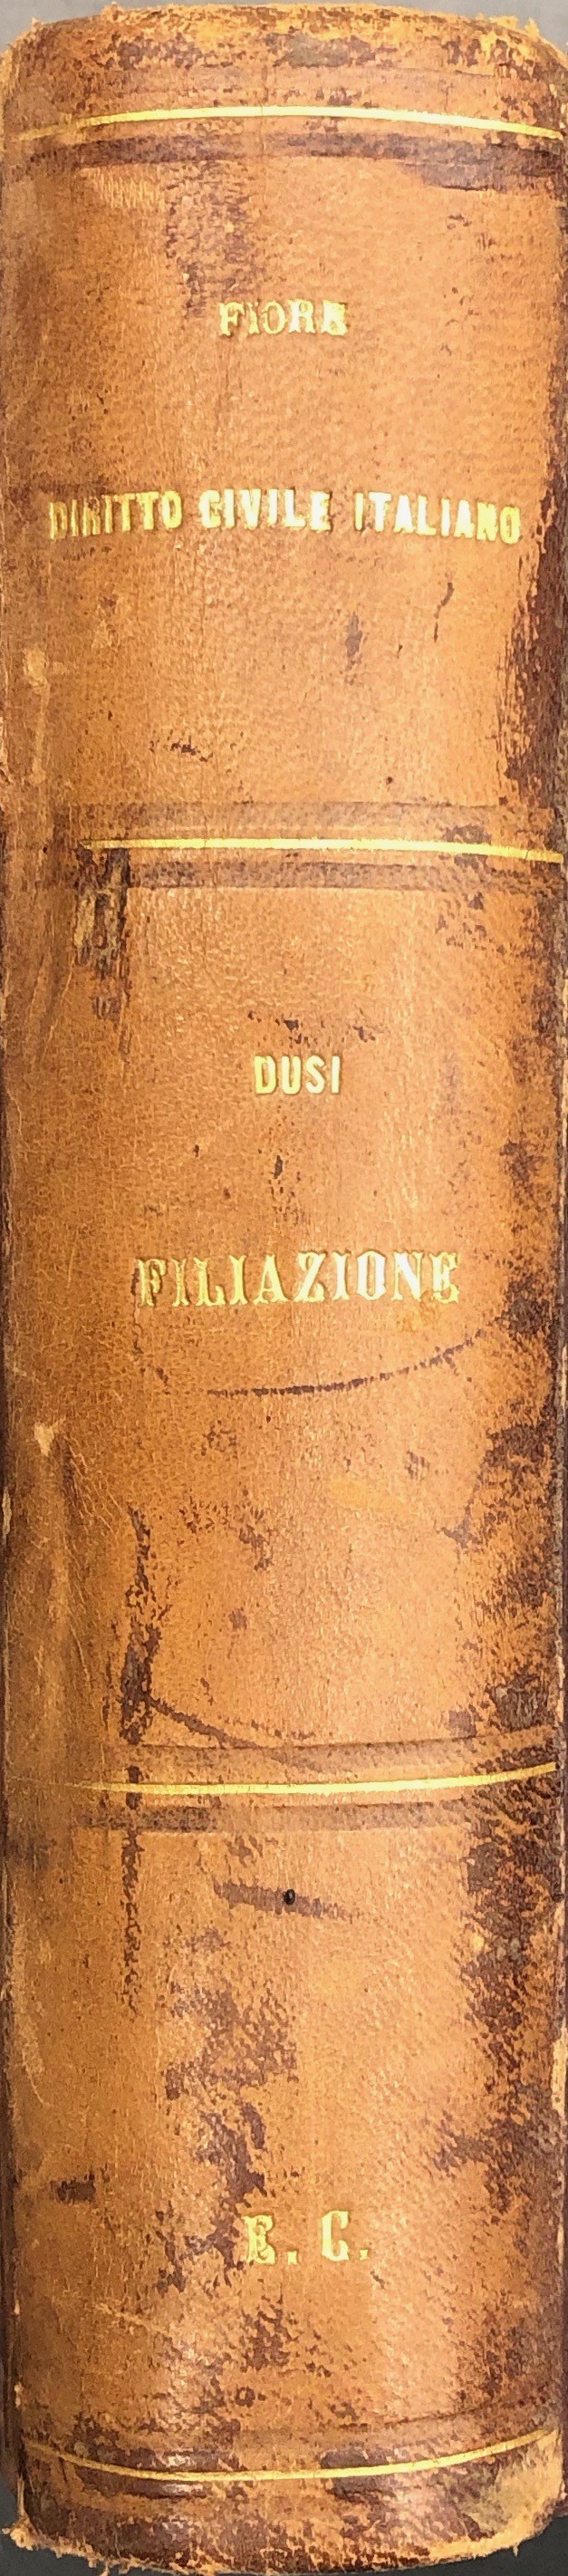 FIORE
DIRITTO CIVILE ITALIANO
DUSI
FILIAZIONE
E. C.